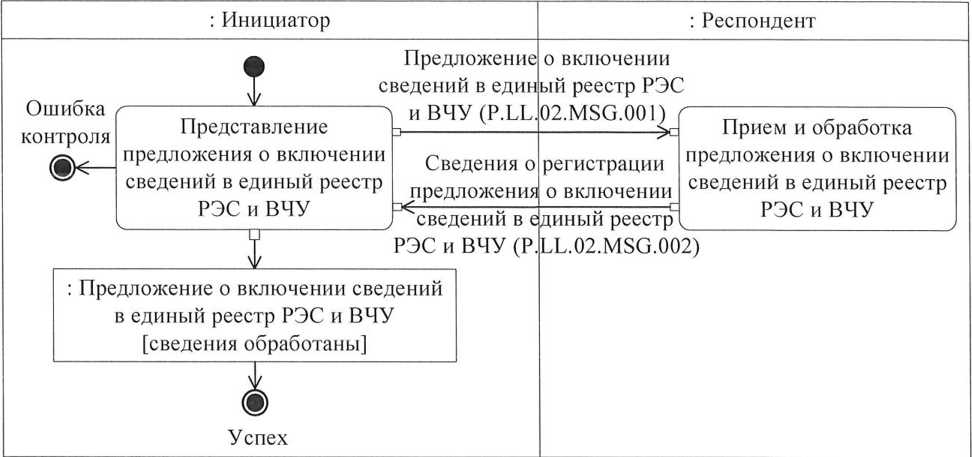 : Инициатор
: Респондент
Предложение о включении
сведений в единый реестр РЭС
и ВЧУ (P.LL.02.MSG.001)
Ошибка
контроля
Представление
предложения о включении
сведений в единый реестр
РЭС и ВЧУ
Прием и обработка
предложения о включении
сведений в единый реестр
РЭС и ВЧУ
Сведения о регистрации
предложения о включении
сведений в единый реестр
РЭС и ВЧУ (P.LL.02.MSG.002)
: Предложение о включении сведений
в единый реестр РЭС и ВЧУ
[сведения обработаны]
Успех